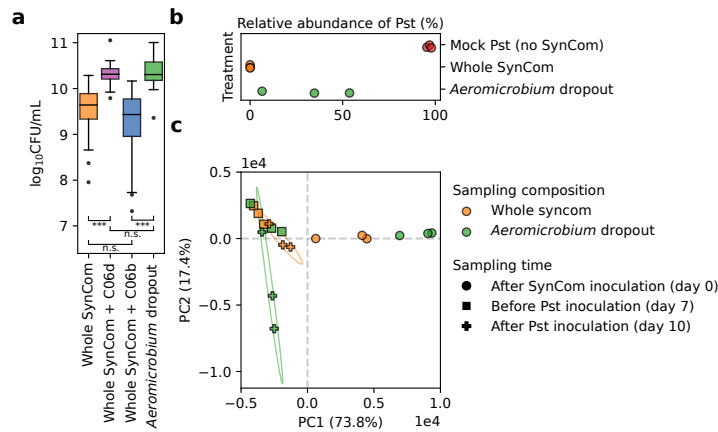 a
11
10
9
8
7
log10CFU/mL
***
***
n.s.
n.s.
Whole SynCom
Whole SynCom + C06d
Whole SynCom + C06b
Aeromicrobium dropout
b
Relative abundance of Pst (%)
Treatment
Mock Pst (no SynCom)
Whole SynCom
Aeromicrobium dropout
0
50
100
c
1e4
0.5
0.0
−0.5
−1.0
PC2 (17.4%)
−0.5
0.0
0.5
1.0
PC1 (73.8%)
1e4
Sampling composition
Whole syncom
Aeromicrobium dropout
Sampling time
After SynCom inoculation (day 0)
Before Pst inoculation (day 7)
After Pst inoculation (day 10)